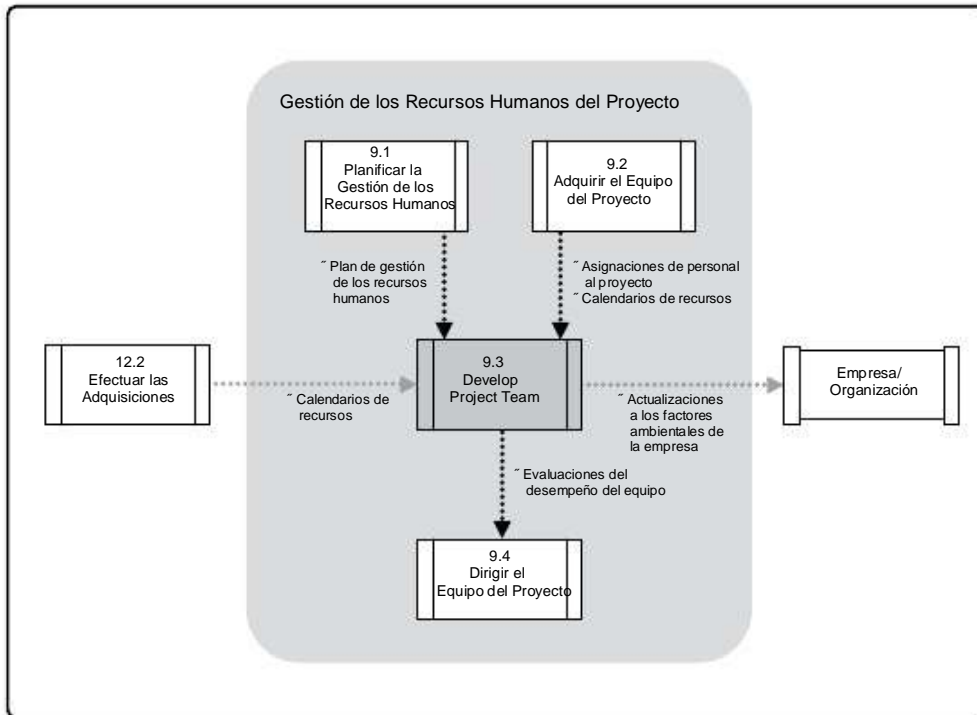 Gestión de los Recursos Humanos del Proyecto
9.1
Planificar la
Gestión de los
Recursos Humanos
9.2
Adquirir el Equipo
del Proyecto
˝ Plan de gestión
de los recursos
humanos
˝ Asignaciones de personal
al proyecto
˝ Calendarios de recursos
12.2
Efectuar las
Adquisiciones
˝ Calendarios de
recursos
9.3
Develop
Project Team
˝ Actualizaciones
a los factores
ambientales de
la empresa
Empresa/
Organización
˝ Evaluaciones del
desempeño del equipo
9.4
Dirigir el
Equipo del Proyecto